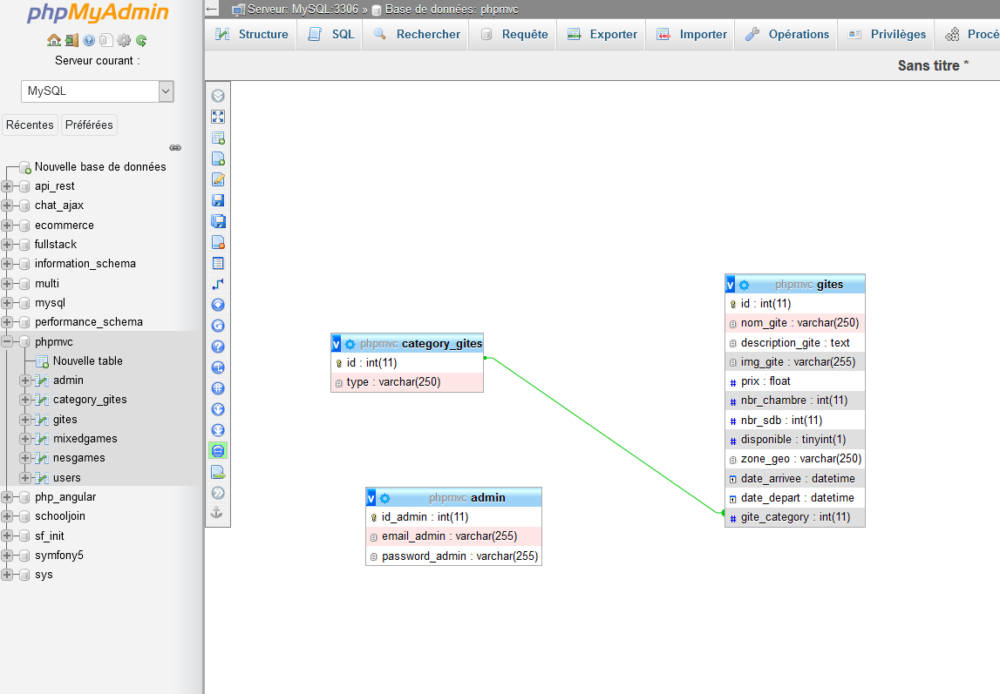 phpMyAdmin
Serveur courant :
MySQL
Récentes Préférées
Nouvelle base de données
api_rest
chat_ajax
ecommerce
fullstack
information_schema
multi
mysql
performance_schema
phpmvc
Nouvelle table
admin
category_gites
gites
mixedgames
nesgames
users
php_angular
schooljoin
sf_init
symfony5
sys
Serveur: MySQL:3306 » Base de données: phpmvc
Structure SQL Rechercher Requête Exporter Importer Opérations Privilèges Procé
Sans titre *
v phpmvc category_gites
id : int(11)
type : varchar(250)
v phpmvc admin
id_admin : int(11)
email_admin : varchar(255)
password_admin : varchar(255)
v phpmvc gites
id : int(11)
nom_gite : varchar(250)
description_gite : text
img_gite : varchar(255)
# prix : float
# nbr_chambre : int(11)
# nbr_sdb : int(11)
# disponible : tinyint(1)
zone_geo : varchar(250)
date_arrivee : datetime
date_depart : datetime
# gite_category : int(11)